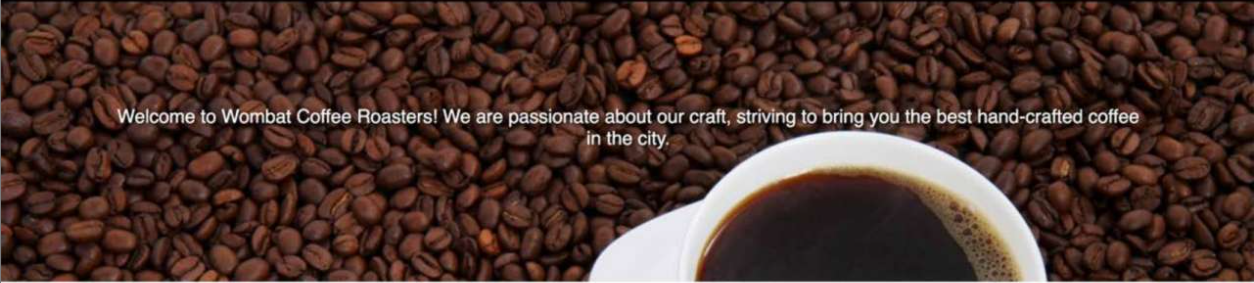 Welcome to Wombat Coffee Roasters! We are passionate about our craft, striving to bring you the best hand-crafted coffee
in the city.